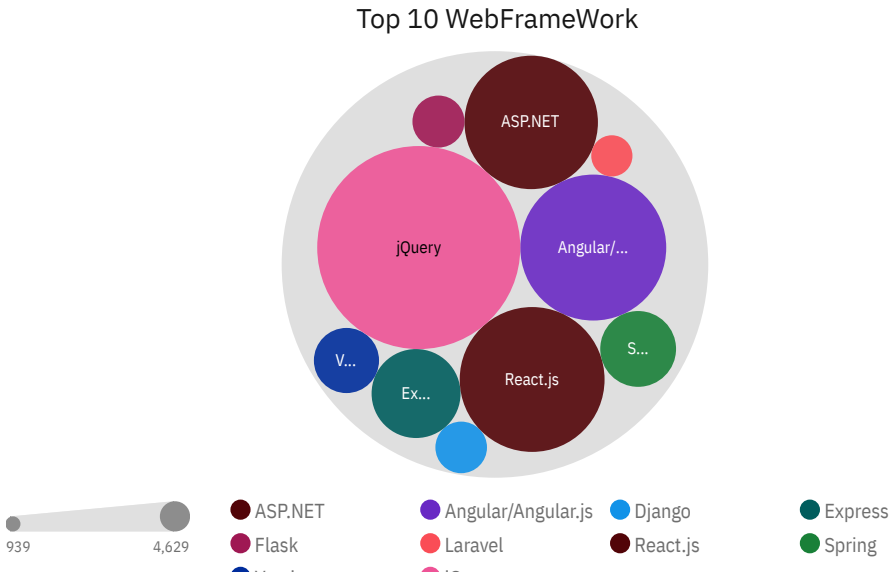 Top 10 WebFrameWork
ASP.NET
jQuery
Angular/...
V...
Ex...
React.js
S...
939
4,629
ASP.NET
Angular/Angular.js
Django
Express
Flask
Laravel
React.js
Spring